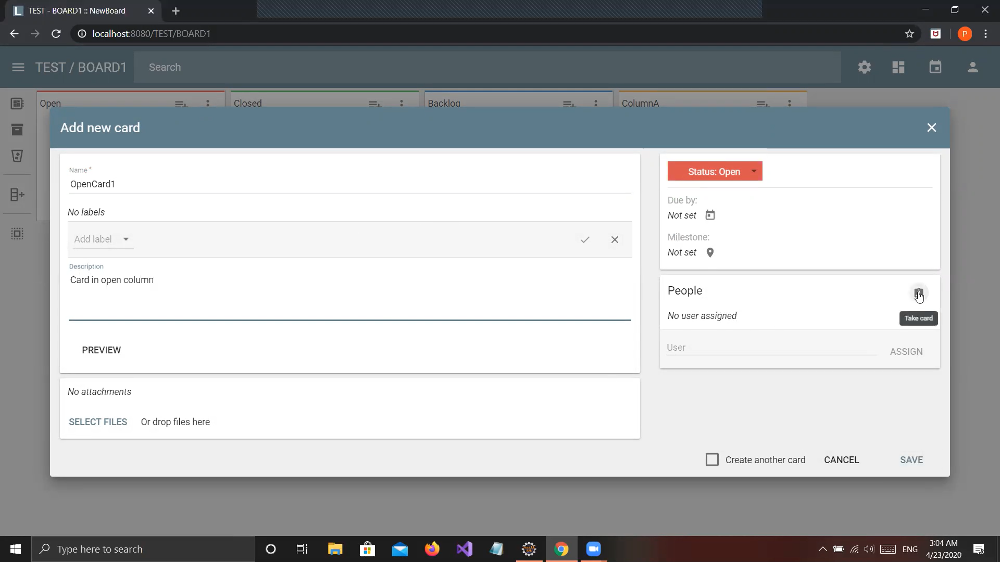 TEST - BOARD1 :: NewBoard
localhost:8080/TEST/BOARD1
P
TEST / BOARD1
Search
Open
Closed
Backlog
ColumnA
Add new card
Name *
OpenCard1
No labels
Add label
Description
Card in open column
PREVIEW
No attachments
SELECT FILES
Or drop files here
Status: Open
Due by:
Not set
Milestone:
Not set
People
No user assigned
Take card
User
ASSIGN
Create another card
CANCEL
SAVE
Type here to search
ENG
3:04 AM
4/23/2020